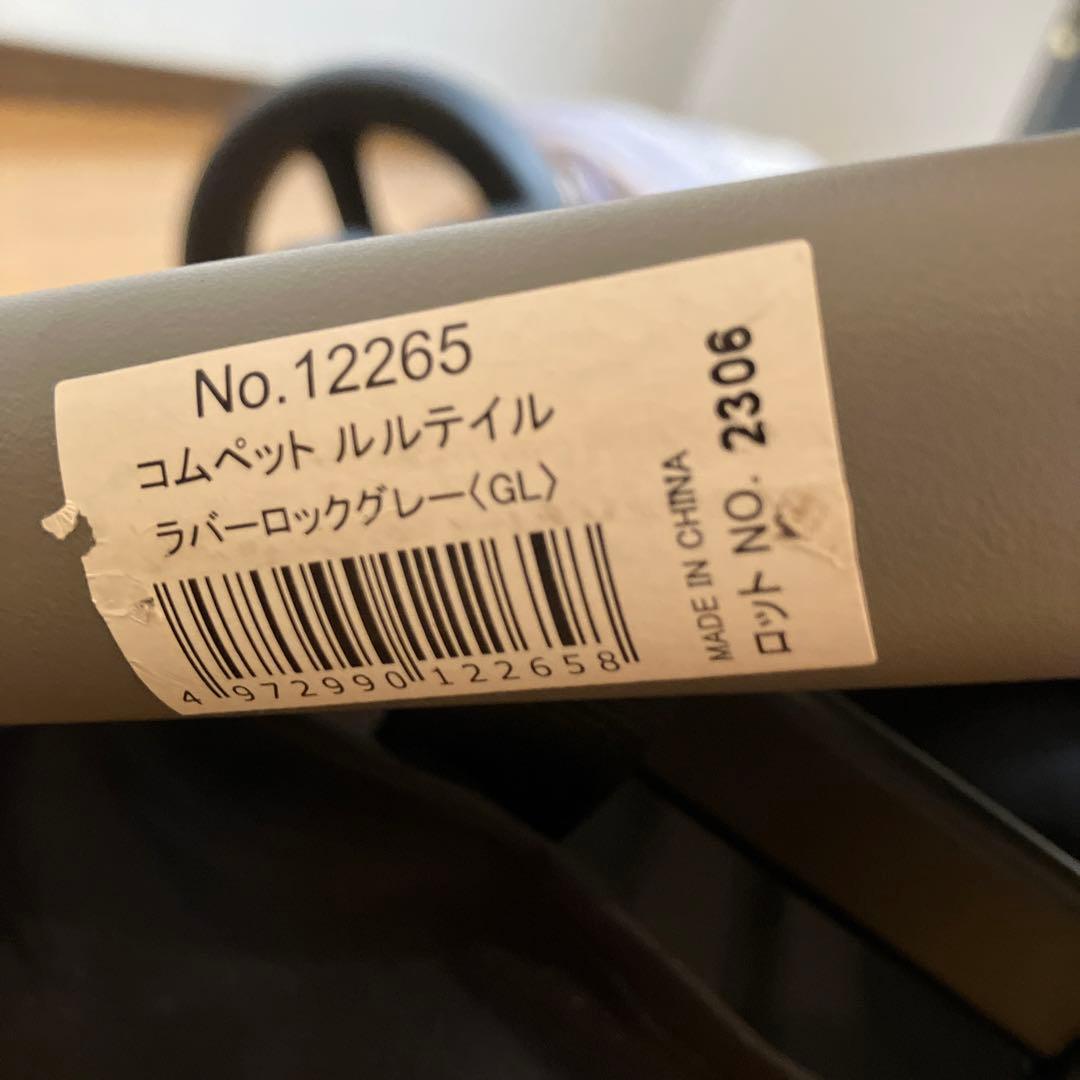 No.12265
コムペット ルルテイル
ラバーロックグレー〈GL〉
4 972990 122658
MADE IN CHINA
ロット NO. 2306